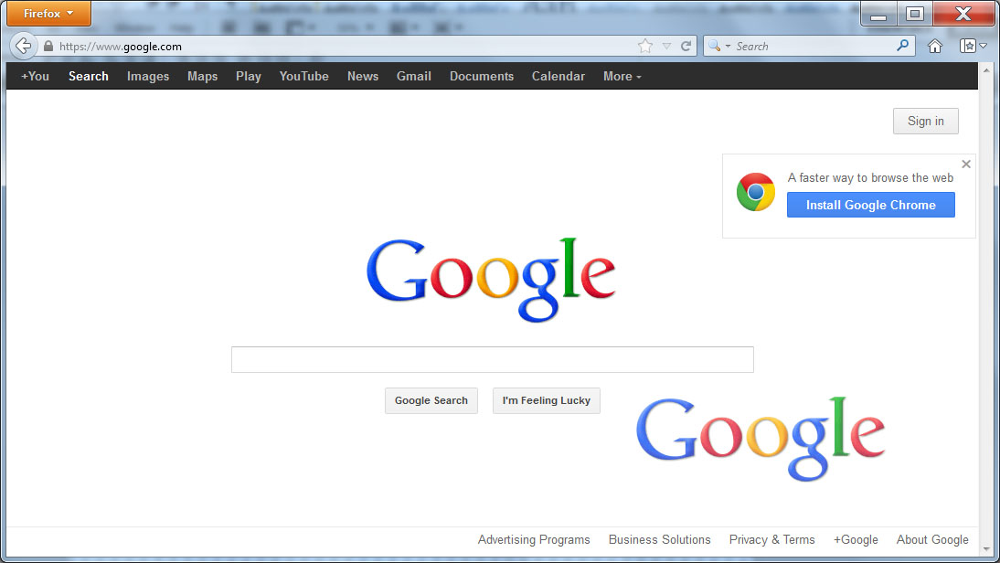 Firefox
https://www.google.com
Search
+You Search Images Maps Play YouTube News Gmail Documents Calendar More
Sign in
A faster way to browse the web
Install Google Chrome
Google
Google Search I'm Feeling Lucky
Google
Advertising Programs Business Solutions Privacy & Terms +Google About Google